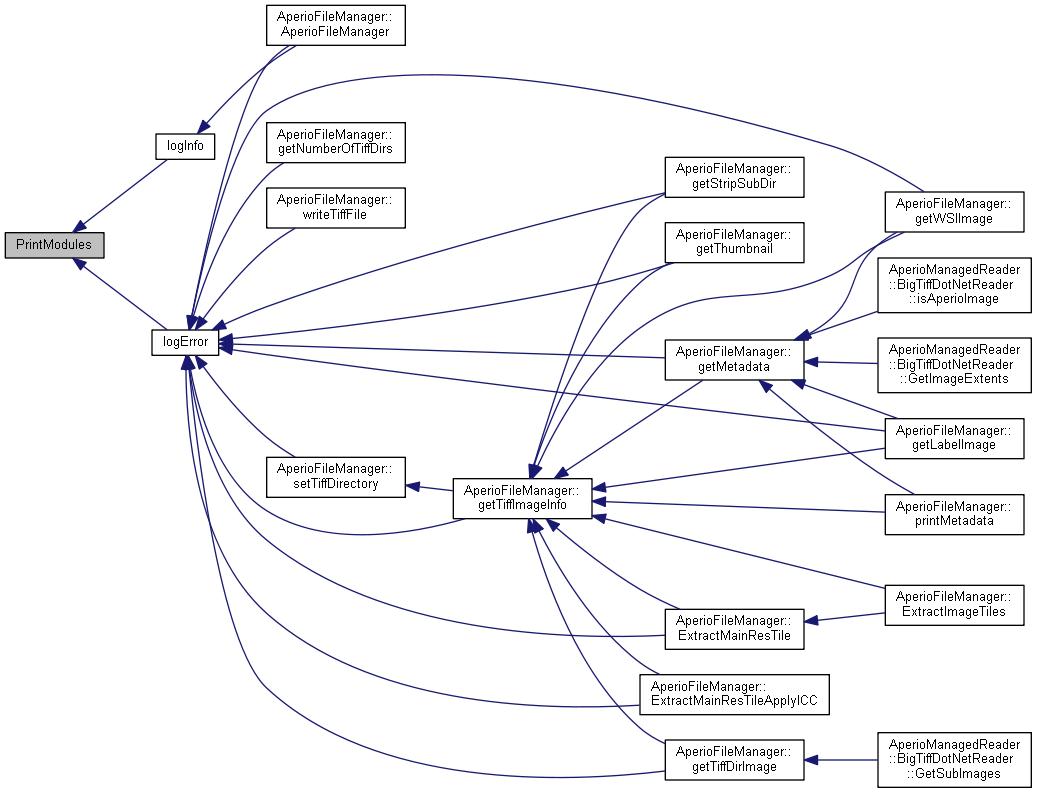 AperioFileManager::
AperioFileManager
logInfo
AperioFileManager::
getNumberOfTiffDirs
AperioFileManager::
getStripSubDir
AperioFileManager::
writeTiffFile
AperioFileManager::
getWSIImage
PrintModules
AperioFileManager::
getThumbnail
AperioManagedReader
::BigTiffDotNetReader
::isAperioImage
logError
AperioFileManager::
getMetadata
AperioManagedReader
::BigTiffDotNetReader
::GetImageExtents
AperioFileManager::
getLabelImage
AperioFileManager::
setTiffDirectory
AperioFileManager::
getTiffImageInfo
AperioFileManager::
printMetadata
AperioFileManager::
ExtractImageTiles
AperioFileManager::
ExtractMainResTile
AperioFileManager::
ExtractMainResTileApplyICC
AperioFileManager::
getTiffDirImage
AperioManagedReader
::BigTiffDotNetReader
::GetSubImages